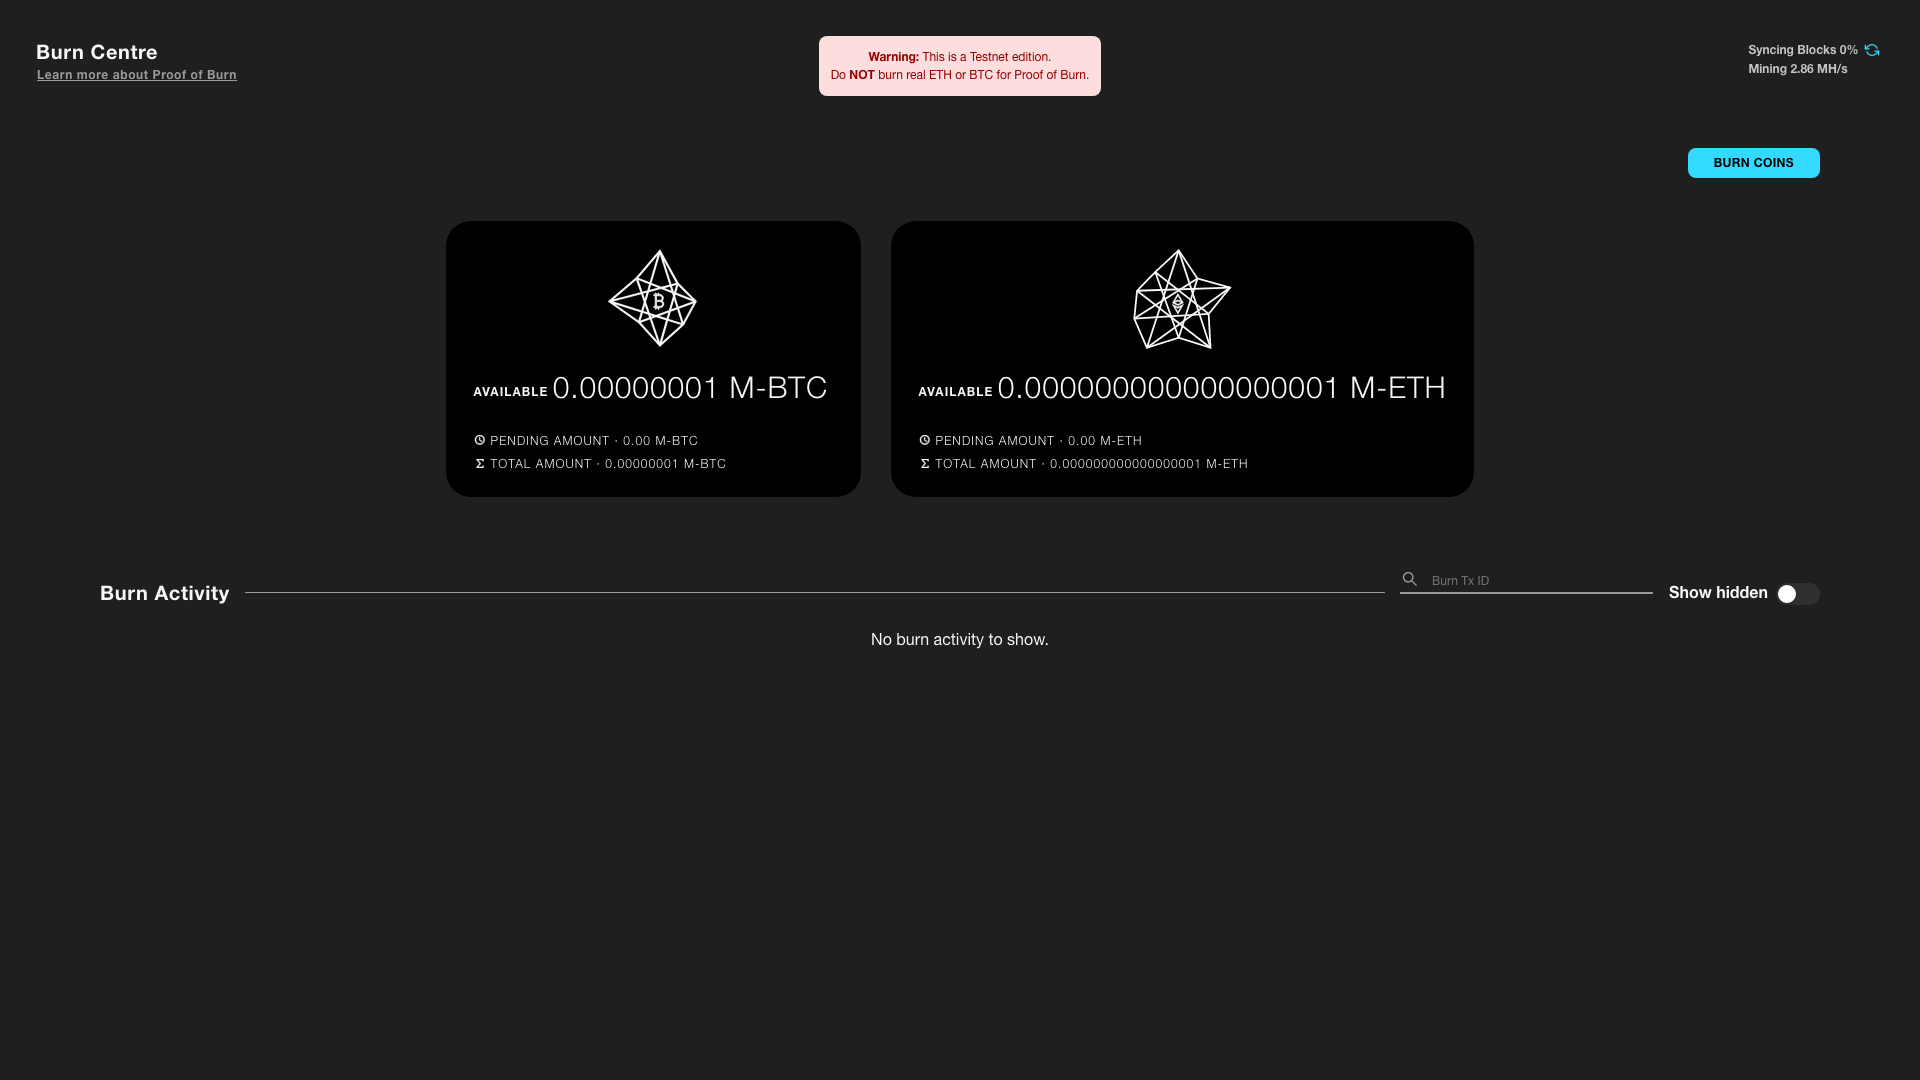 Burn Centre
Learn more about Proof of Burn
Warning: This is a Testnet edition.
Do NOT burn real ETH or BTC for Proof of Burn.
Syncing Blocks 0%
Mining 2.86 MH/s
BURN COINS
AVAILABLE 0.00000001 M-BTC
PENDING AMOUNT · 0.00 M-BTC
Σ TOTAL AMOUNT · 0.00000001 M-BTC
AVAILABLE 0.000000000000000001 M-ETH
PENDING AMOUNT · 0.00 M-ETH
Σ TOTAL AMOUNT · 0.000000000000000001 M-ETH
Burn Activity
Burn Tx ID
Show hidden
No burn activity to show.